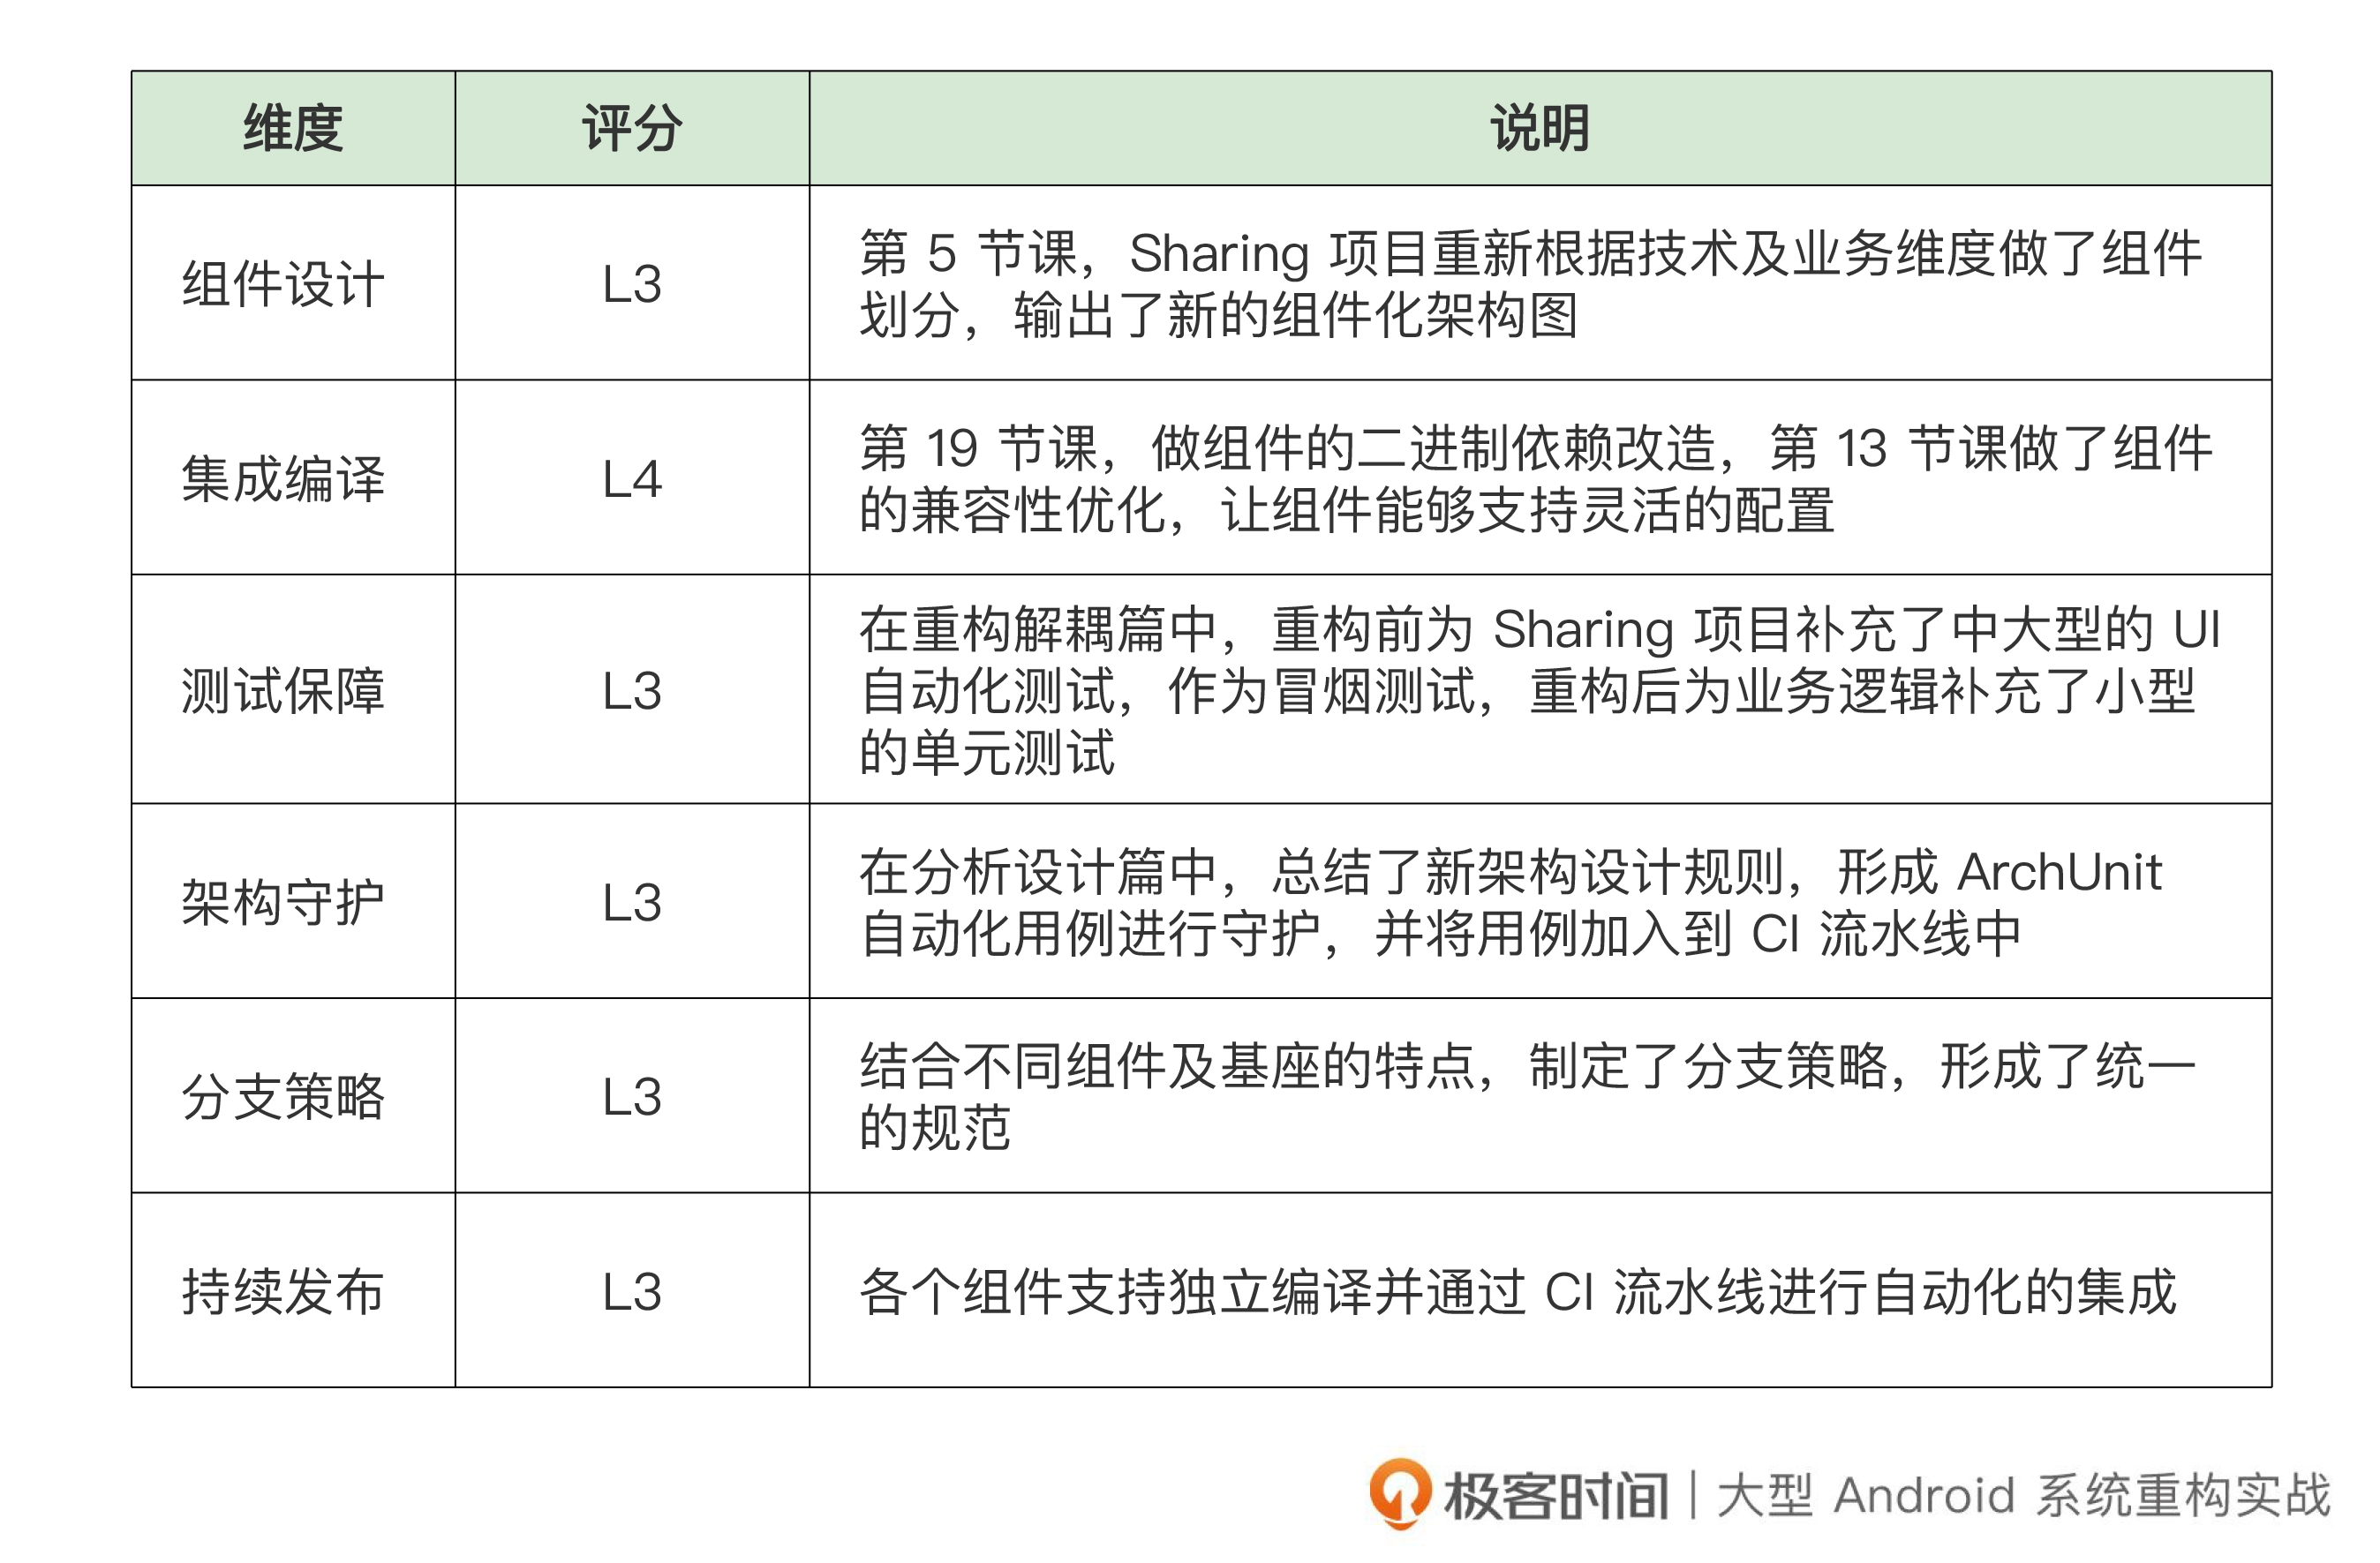 维度 评分 说明
组件设计 L3 第 5 节课，Sharing 项目重新根据技术及业务维度做了组件
划分，输出了新的组件化架构图
集成编译 L4 第 19 节课，做组件的二进制依赖改造，第 13 节课做了组件
的兼容性优化，让组件能够支持灵活的配置
测试保障 L3 在重构解耦篇中，重构前为 Sharing 项目补充了中大型的 UI
自动化测试，作为冒烟测试，重构后为业务逻辑补充了小型
的单元测试
架构守护 L3 在分析设计篇中，总结了新架构设计规则，形成 ArchUnit
自动化用例进行守护，并将用例加入到 CI 流水线中
分支策略 L3 结合不同组件及基座的特点，制定了分支策略，形成了统一
的规范
持续发布 L3 各个组件支持独立编译并通过 CI 流水线进行自动化的集成
极客时间 | 大型 Android 系统重构实战